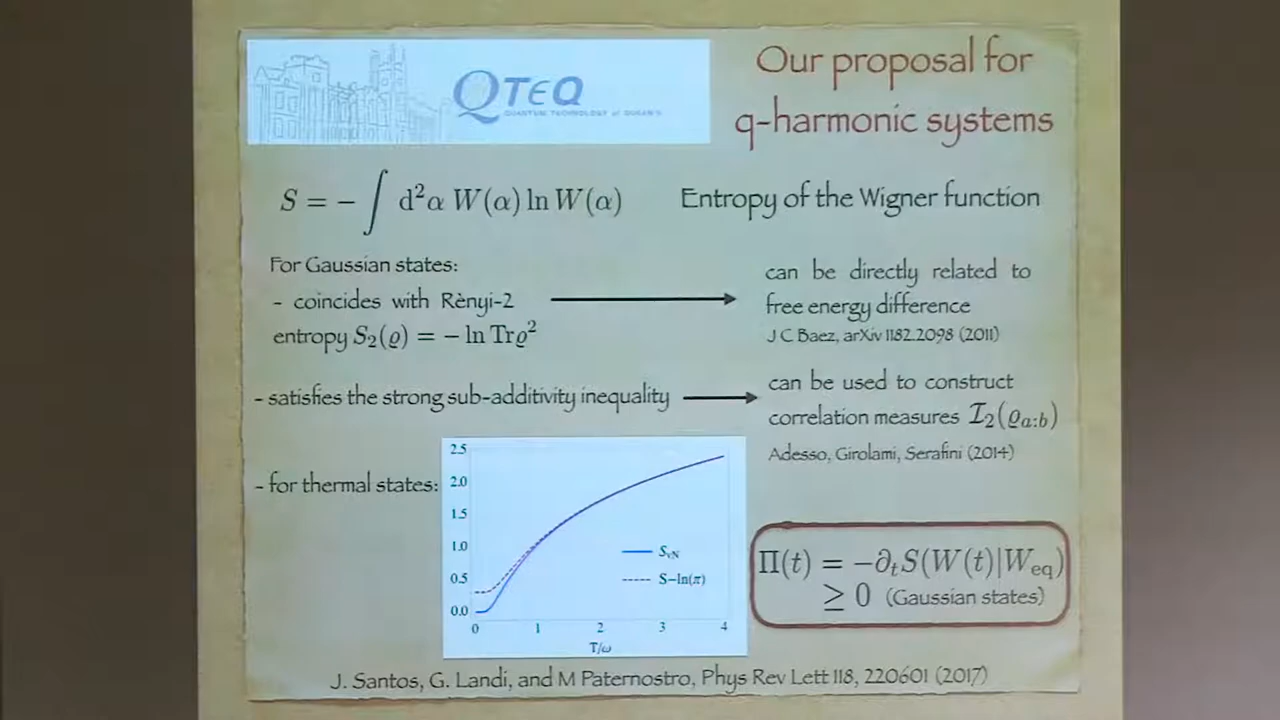 QTEQ
QUANTUM TECHNOLOGY at QUEEN'S
Our proposal for
q-harmonic systems
S = − ∫ d²α W(α) ln W(α)
Entropy of the Wigner function
For Gaussian states:
- coincides with Rènyi-2
entropy S₂(ϱ) = − ln Trϱ²
can be directly related to
free energy difference
J C Baez, arXiv 1182.2098 (2011)
- satisfies the strong sub-additivity inequality
can be used to construct
correlation measures I₂(ϱa:b)
Adesso, Girolami, Serafini (2014)
- for thermal states:
2.5
2.0
1.5
1.0
0.5
0.0
0 1 2 3 4
T/ω
SvN
S−ln(π)
Π(t) = −∂ₜS(W(t)|Weq)
≥ 0 (Gaussian states)
J. Santos, G. Landi, and M Paternostro, Phys Rev Lett 118, 220601 (2017)